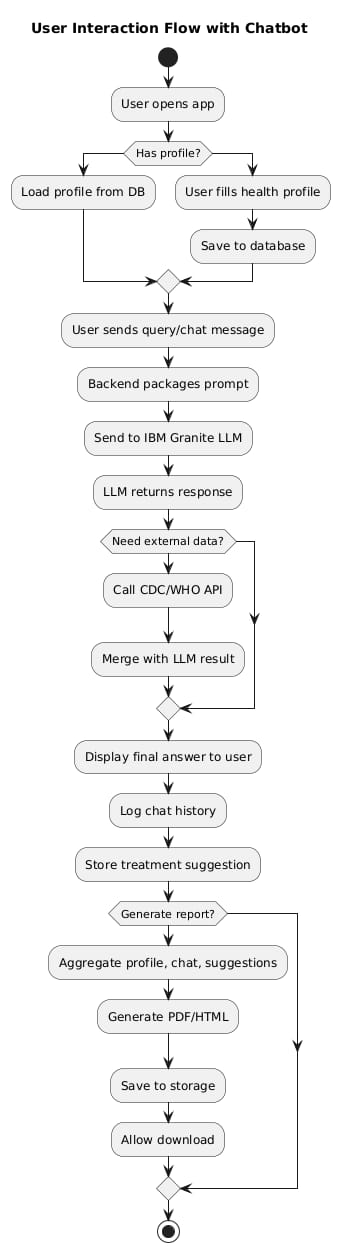 User Interaction Flow with Chatbot
User opens app
Has profile?
Load profile from DB
User fills health profile
Save to database
User sends query/chat message
Backend packages prompt
Send to IBM Granite LLM
LLM returns response
Need external data?
Call CDC/WHO API
Merge with LLM result
Display final answer to user
Log chat history
Store treatment suggestion
Generate report?
Aggregate profile, chat, suggestions
Generate PDF/HTML
Save to storage
Allow download